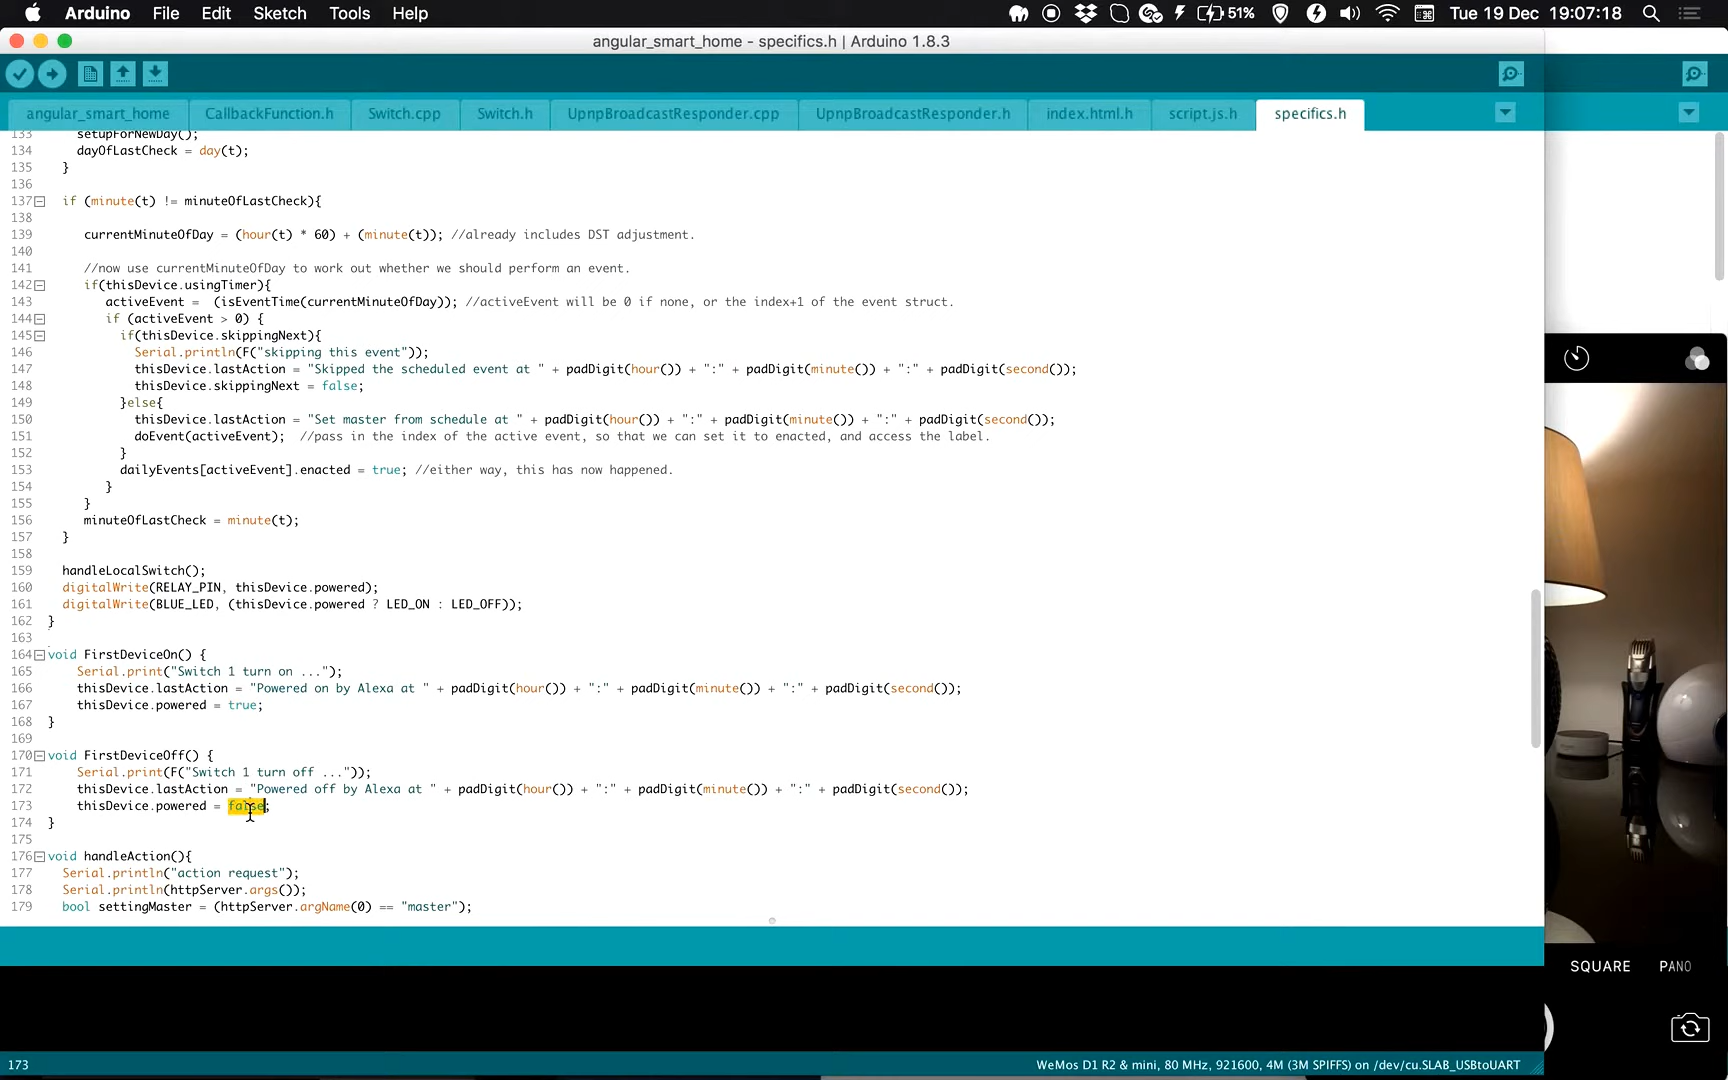 Arduino File Edit Sketch Tools Help 51% Tue 19 Dec 19:07:18
angular_smart_home - specifics.h | Arduino 1.8.3
angular_smart_home CallbackFunction.h Switch.cpp Switch.h UpnpBroadcastResponder.cpp UpnpBroadcastResponder.h index.html.h script.js.h specifics.h
133 setupForNewDay();
134 dayOfLastCheck = day(t);
135 }
136
137 if (minute(t) != minuteOfLastCheck){
138
139 currentMinuteOfDay = (hour(t) * 60) + (minute(t)); //already includes DST adjustment.
140
141 //now use currentMinuteOfDay to work out whether we should perform an event.
142 if(thisDevice.usingTimer){
143 activeEvent =  (isEventTime(currentMinuteOfDay)); //activeEvent will be 0 if none, or the index+1 of the event struct.
144 if (activeEvent > 0) {
145 if(thisDevice.skippingNext){
146 Serial.println(F("skipping this event"));
147 thisDevice.lastAction = "Skipped the scheduled event at " + padDigit(hour()) + ":" + padDigit(minute()) + ":" + padDigit(second());
148 thisDevice.skippingNext = false;
149 }else{
150 thisDevice.lastAction = "Set master from schedule at " + padDigit(hour()) + ":" + padDigit(minute()) + ":" + padDigit(second());
151 doEvent(activeEvent);  //pass in the index of the active event, so that we can set it to enacted, and access the label.
152 }
153 dailyEvents[activeEvent].enacted = true; //either way, this has now happened.
154 }
155 }
156 minuteOfLastCheck = minute(t);
157 }
158
159 handleLocalSwitch();
160 digitalWrite(RELAY_PIN, thisDevice.powered);
161 digitalWrite(BLUE_LED, (thisDevice.powered ? LED_ON : LED_OFF));
162 }
163
164 void FirstDeviceOn() {
165 Serial.print("Switch 1 turn on ...");
166 thisDevice.lastAction = "Powered on by Alexa at " + padDigit(hour()) + ":" + padDigit(minute()) + ":" + padDigit(second());
167 thisDevice.powered = true;
168 }
169
170 void FirstDeviceOff() {
171 Serial.print(F("Switch 1 turn off ..."));
172 thisDevice.lastAction = "Powered off by Alexa at " + padDigit(hour()) + ":" + padDigit(minute()) + ":" + padDigit(second());
173 thisDevice.powered = false;
174 }
175
176 void handleAction(){
177 Serial.println("action request");
178 Serial.println(httpServer.args());
179 bool settingMaster = (httpServer.argName(0) == "master");
SQUARE PANO
173 WeMos D1 R2 & mini, 80 MHz, 921600, 4M (3M SPIFFS) on /dev/cu.SLAB_USBtoUART